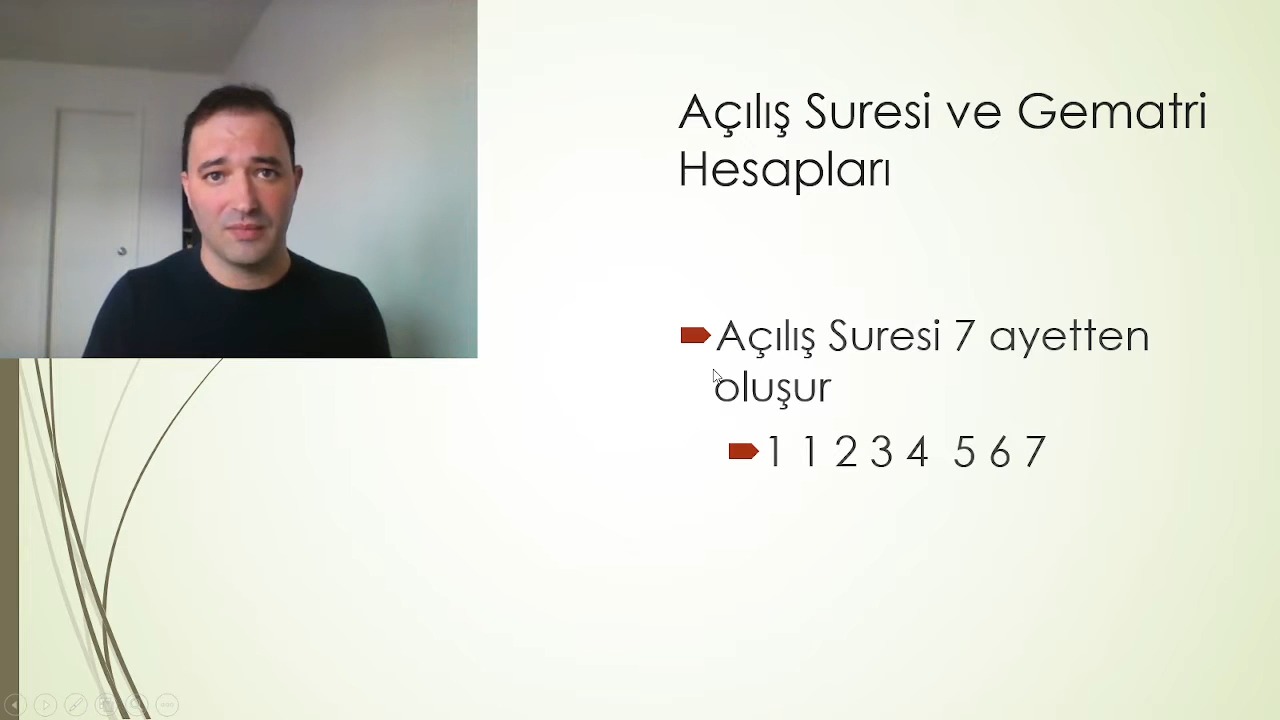 Açılış Suresi ve Gematri
Hesapları
Açılış Suresi 7 ayetten
oluşur
1 1 2 3 4 5 6 7